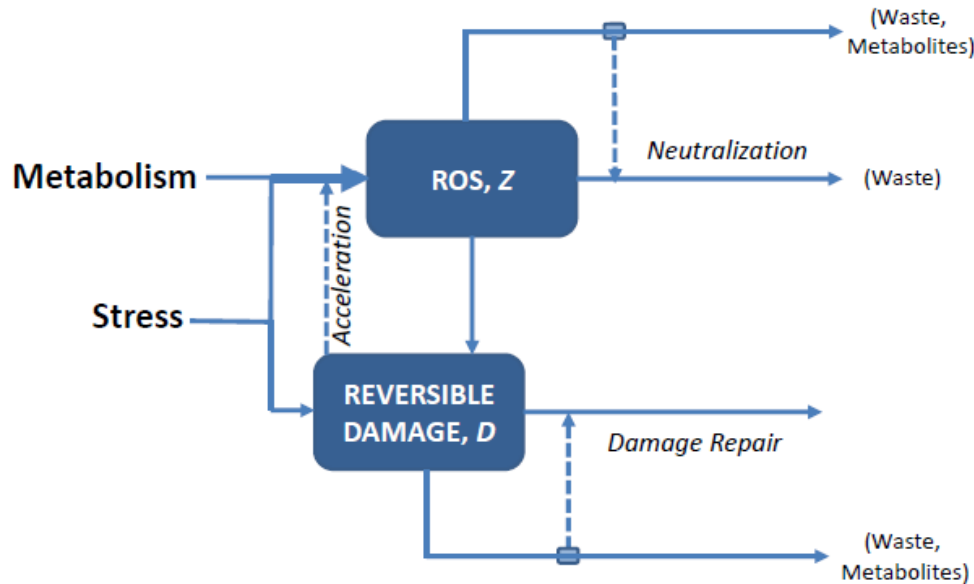 (Waste,
Metabolites)
Neutralization
Metabolism
ROS, Z
(Waste)
Acceleration
Stress
REVERSIBLE
DAMAGE, D
Damage Repair
(Waste,
Metabolites)